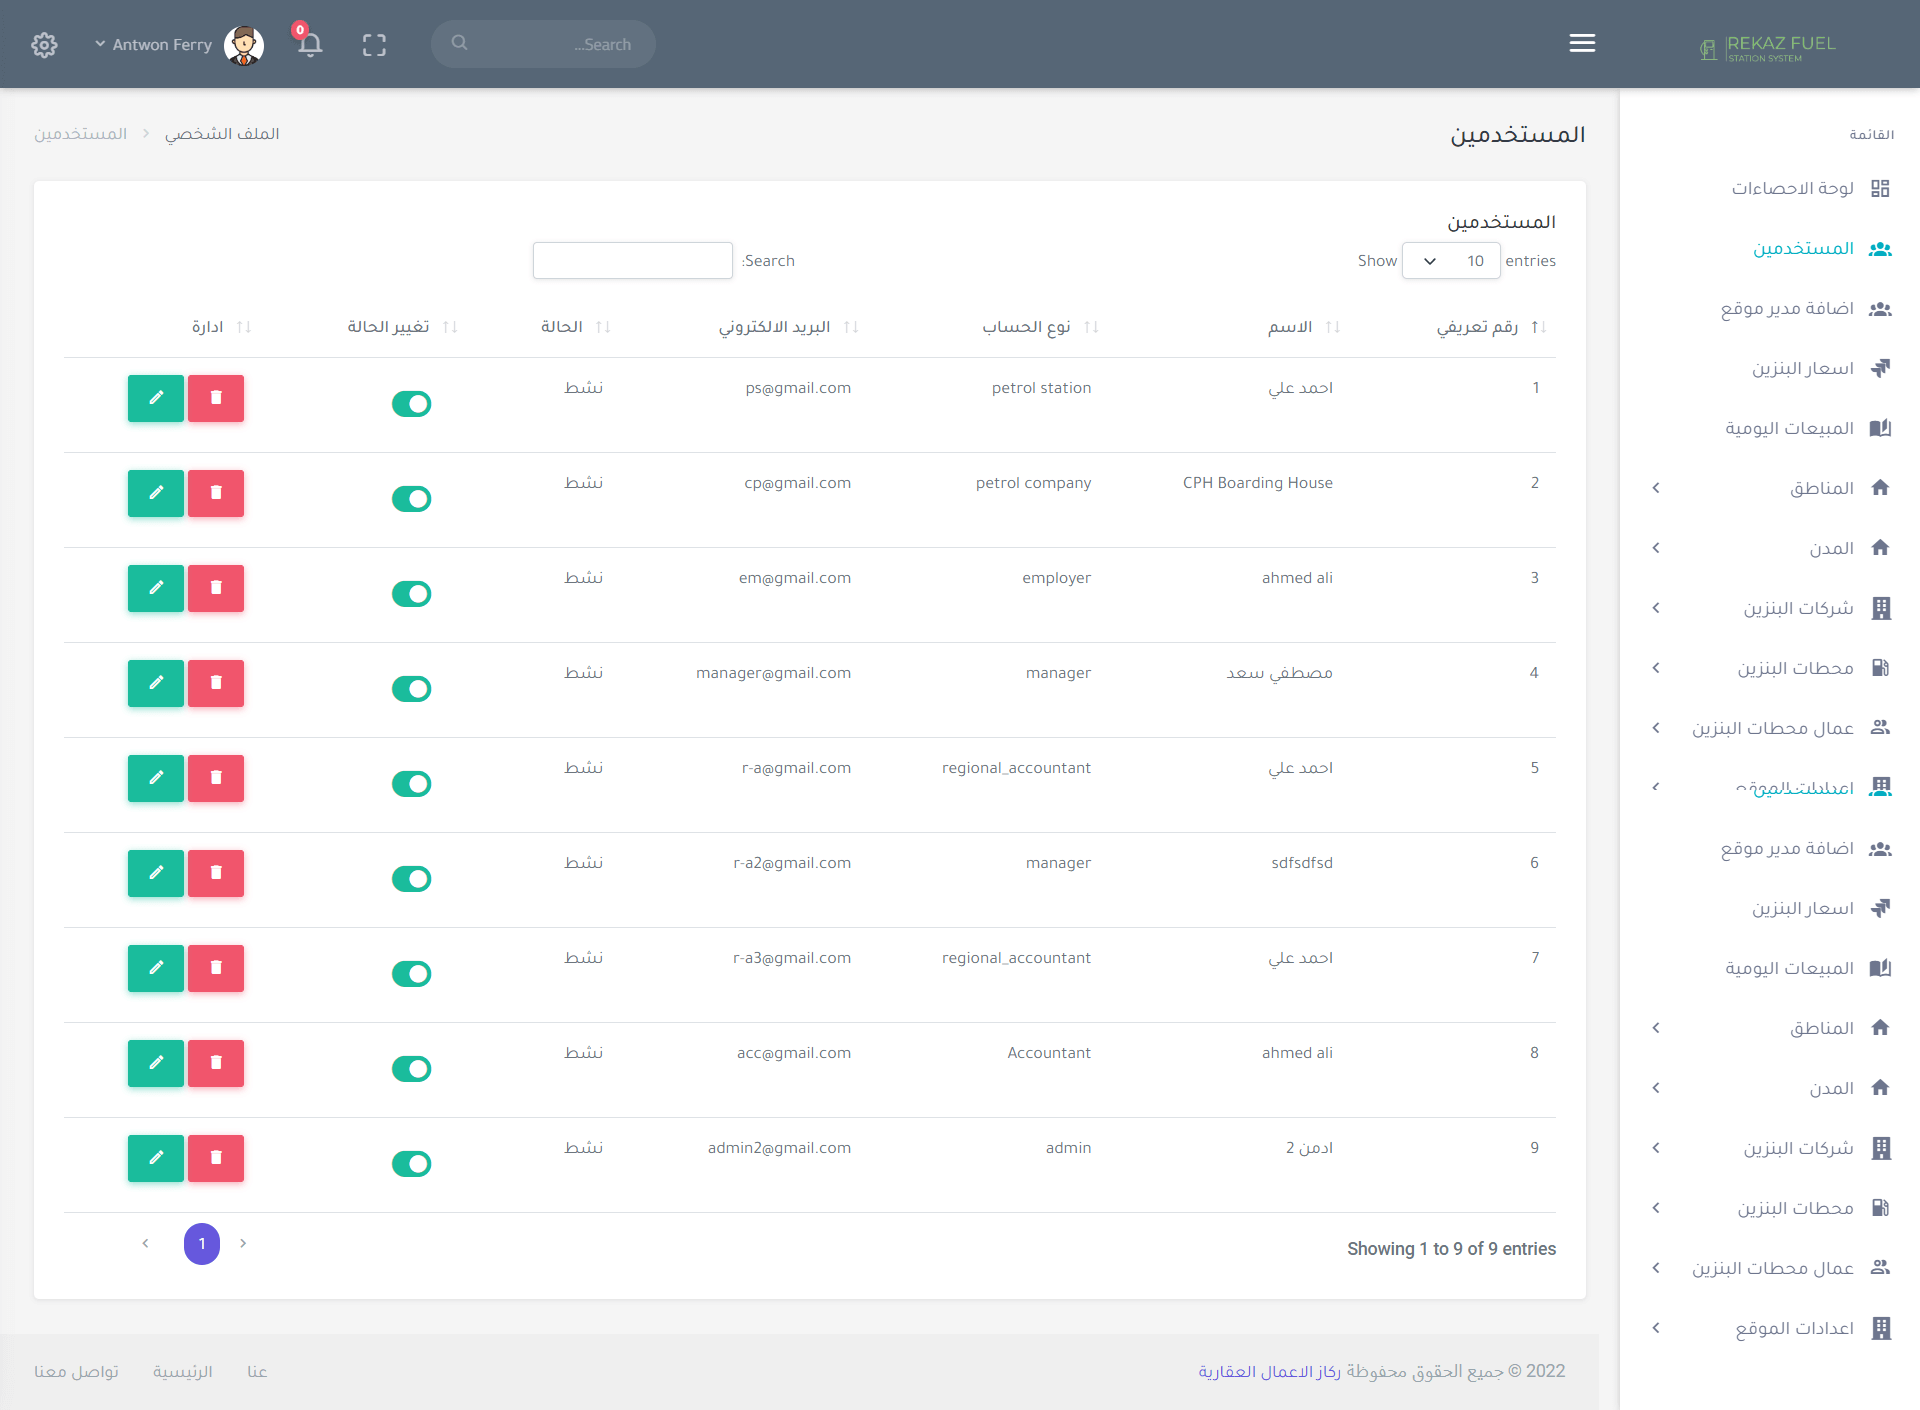 REKAZ FUEL
STATION SYSTEM
Search...
0
Antwon Ferry
القائمة
لوحة الاحصاءات
المستخدمين
اضافة مدير موقع
اسعار البنزين
المبيعات اليومية
المناطق
المدن
شركات البنزين
محطات البنزين
عمال محطات البنزين
اضافة مدير موقع
اسعار البنزين
المبيعات اليومية
المناطق
المدن
شركات البنزين
محطات البنزين
عمال محطات البنزين
اعدادات الموقع
المستخدمين
الملف الشخصي > المستخدمين
المستخدمين
Show 10 entries
Search:
رقم تعريفي الاسم نوع الحساب البريد الالكتروني الحالة تغيير الحالة ادارة
1 احمد علي petrol station ps@gmail.com نشط
2 CPH Boarding House petrol company cp@gmail.com نشط
3 ahmed ali employer em@gmail.com نشط
4 مصطفي سعد manager manager@gmail.com نشط
5 احمد علي regional_accountant r-a@gmail.com نشط
6 sdfsdfsd manager r-a2@gmail.com نشط
7 احمد علي regional_accountant r-a3@gmail.com نشط
8 ahmed ali Accountant acc@gmail.com نشط
9 ادمن 2 admin admin2@gmail.com نشط
Showing 1 to 9 of 9 entries
1
2022 © جميع الحقوق محفوظة ركاز الاعمال العقارية
عنا الرئيسية تواصل معنا